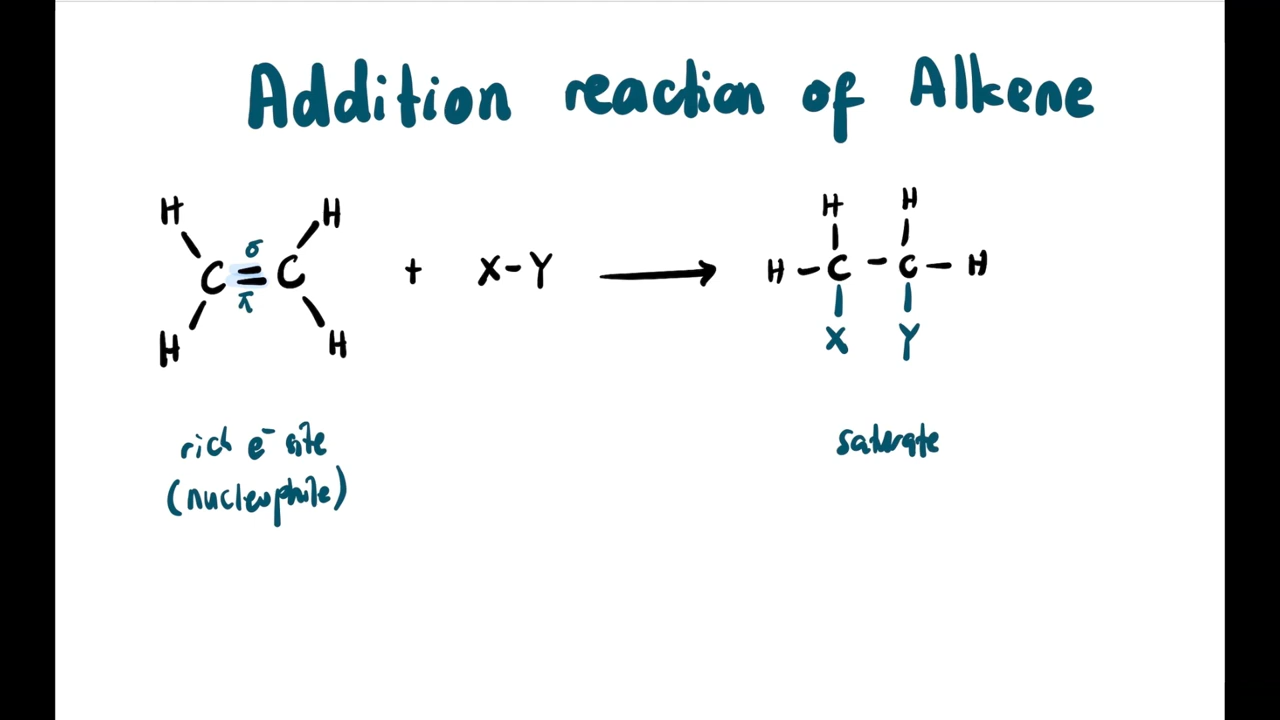 Addition reaction of Alkene
H H H H
C σ = π C + X-Y → H-C-C-H
H H X Y
rich e⁻ site saturate
(nucleophile)